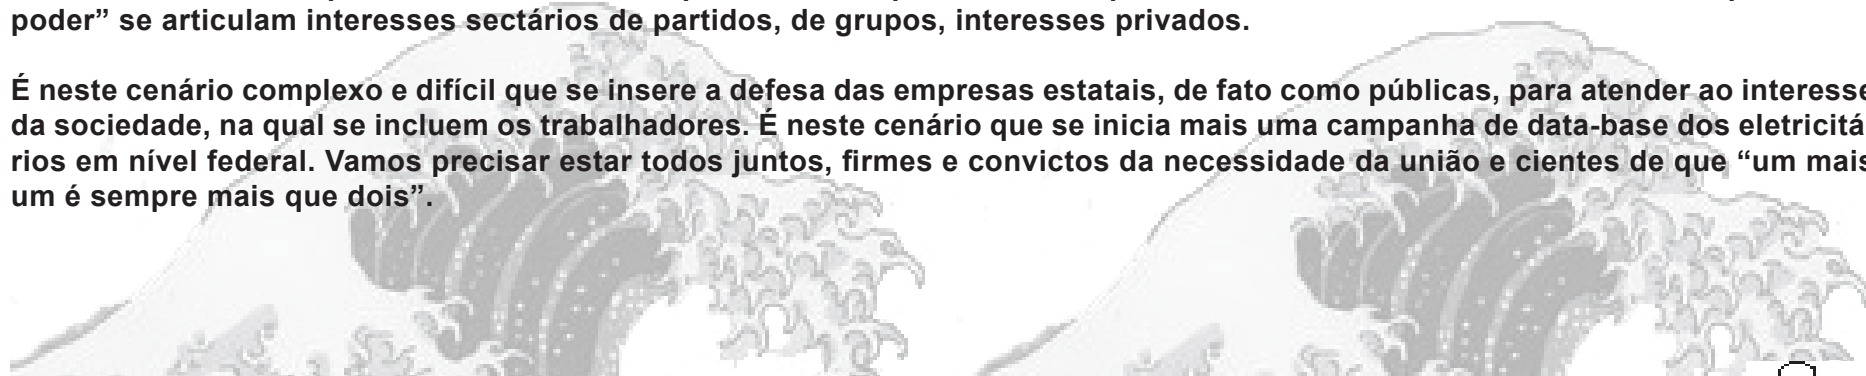 poder” se articulam interesses sectários de partidos, de grupos, interesses privados.
É neste cenário complexo e difícil que se insere a defesa das empresas estatais, de fato como públicas, para atender ao interesse
da sociedade, na qual se incluem os trabalhadores. É neste cenário que se inicia mais uma campanha de data-base dos eletricitá
rios em nível federal. Vamos precisar estar todos juntos, firmes e convictos da necessidade da união e cientes de que “um mais
um é sempre mais que dois”.